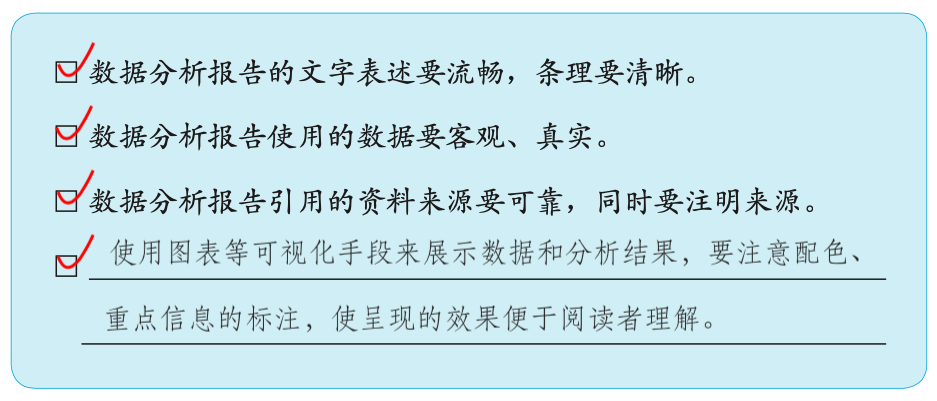 数据分析报告的文字表述要流畅，条理要清晰。
数据分析报告使用的数据要客观、真实。
数据分析报告引用的资料来源要可靠，同时要注明来源。
使用图表等可视化手段来展示数据和分析结果，要注意配色、
重点信息的标注，使呈现的效果便于阅读者理解。